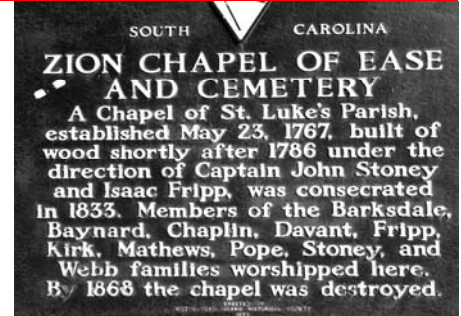 SOUTH CAROLINA
ZION CHAPEL OF EASE
AND CEMETERY
A Chapel of St. Luke's Parish,
established May 23, 1767, built of
wood shortly after 1786 under the
direction of Captain John Stoney
and Isaac Fripp, was consecrated
in 1833. Members of the Barksdale,
Baynard, Chaplin, Davant, Fripp,
Kirk, Mathews, Pope, Stoney, and
Webb families worshipped here.
By 1868 the chapel was destroyed.